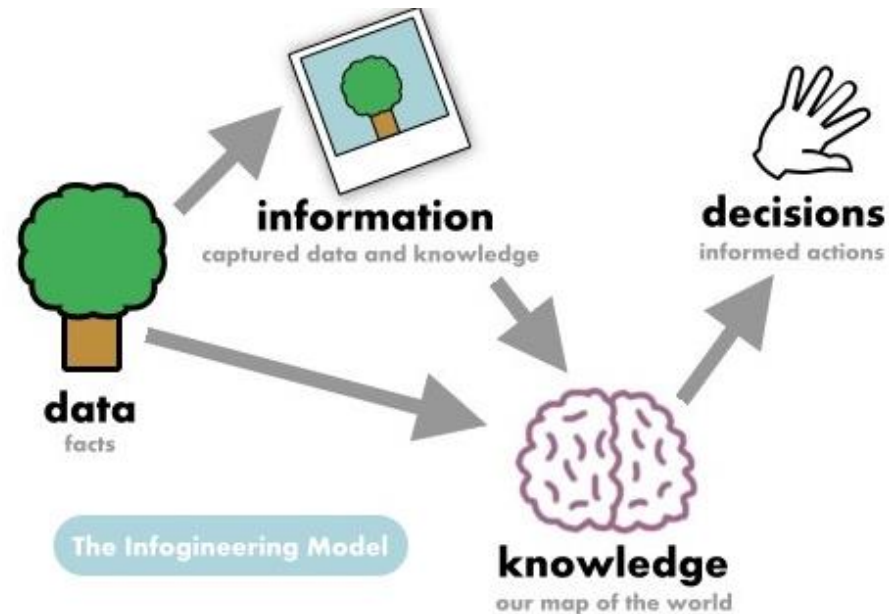 information
captured data and knowledge
decisions
informed actions
data
facts
The Infogineering Model
knowledge
our map of the world